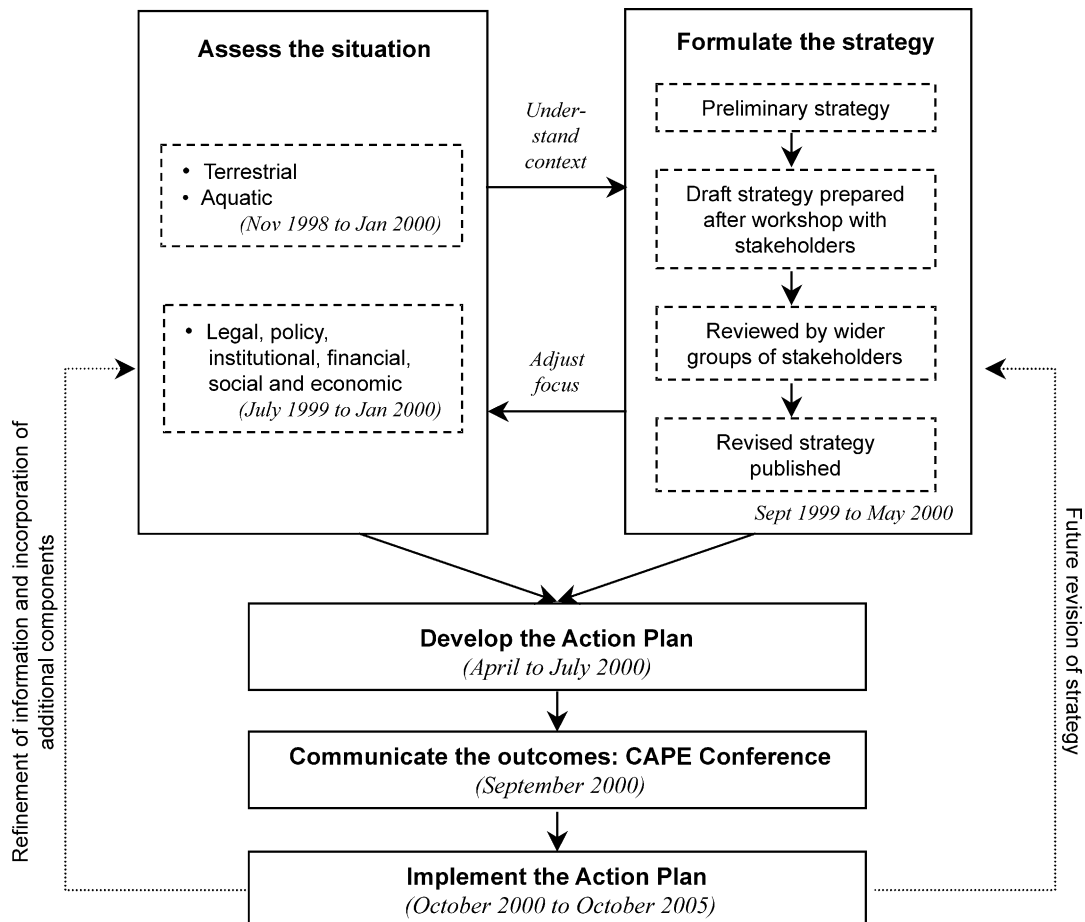 Assess the situation
• Terrestrial
• Aquatic
(Nov 1998 to Jan 2000)
• Legal, policy,
institutional, financial,
social and economic
(July 1999 to Jan 2000)
Under-
stand
context
Adjust
focus
Formulate the strategy
Preliminary strategy
Draft strategy prepared
after workshop with
stakeholders
Reviewed by wider
groups of stakeholders
Revised strategy
published
Sept 1999 to May 2000
Develop the Action Plan
(April to July 2000)
Communicate the outcomes: CAPE Conference
(September 2000)
Implement the Action Plan
(October 2000 to October 2005)
Refinement of information and incorporation of
additional components
Future revision of
strategy